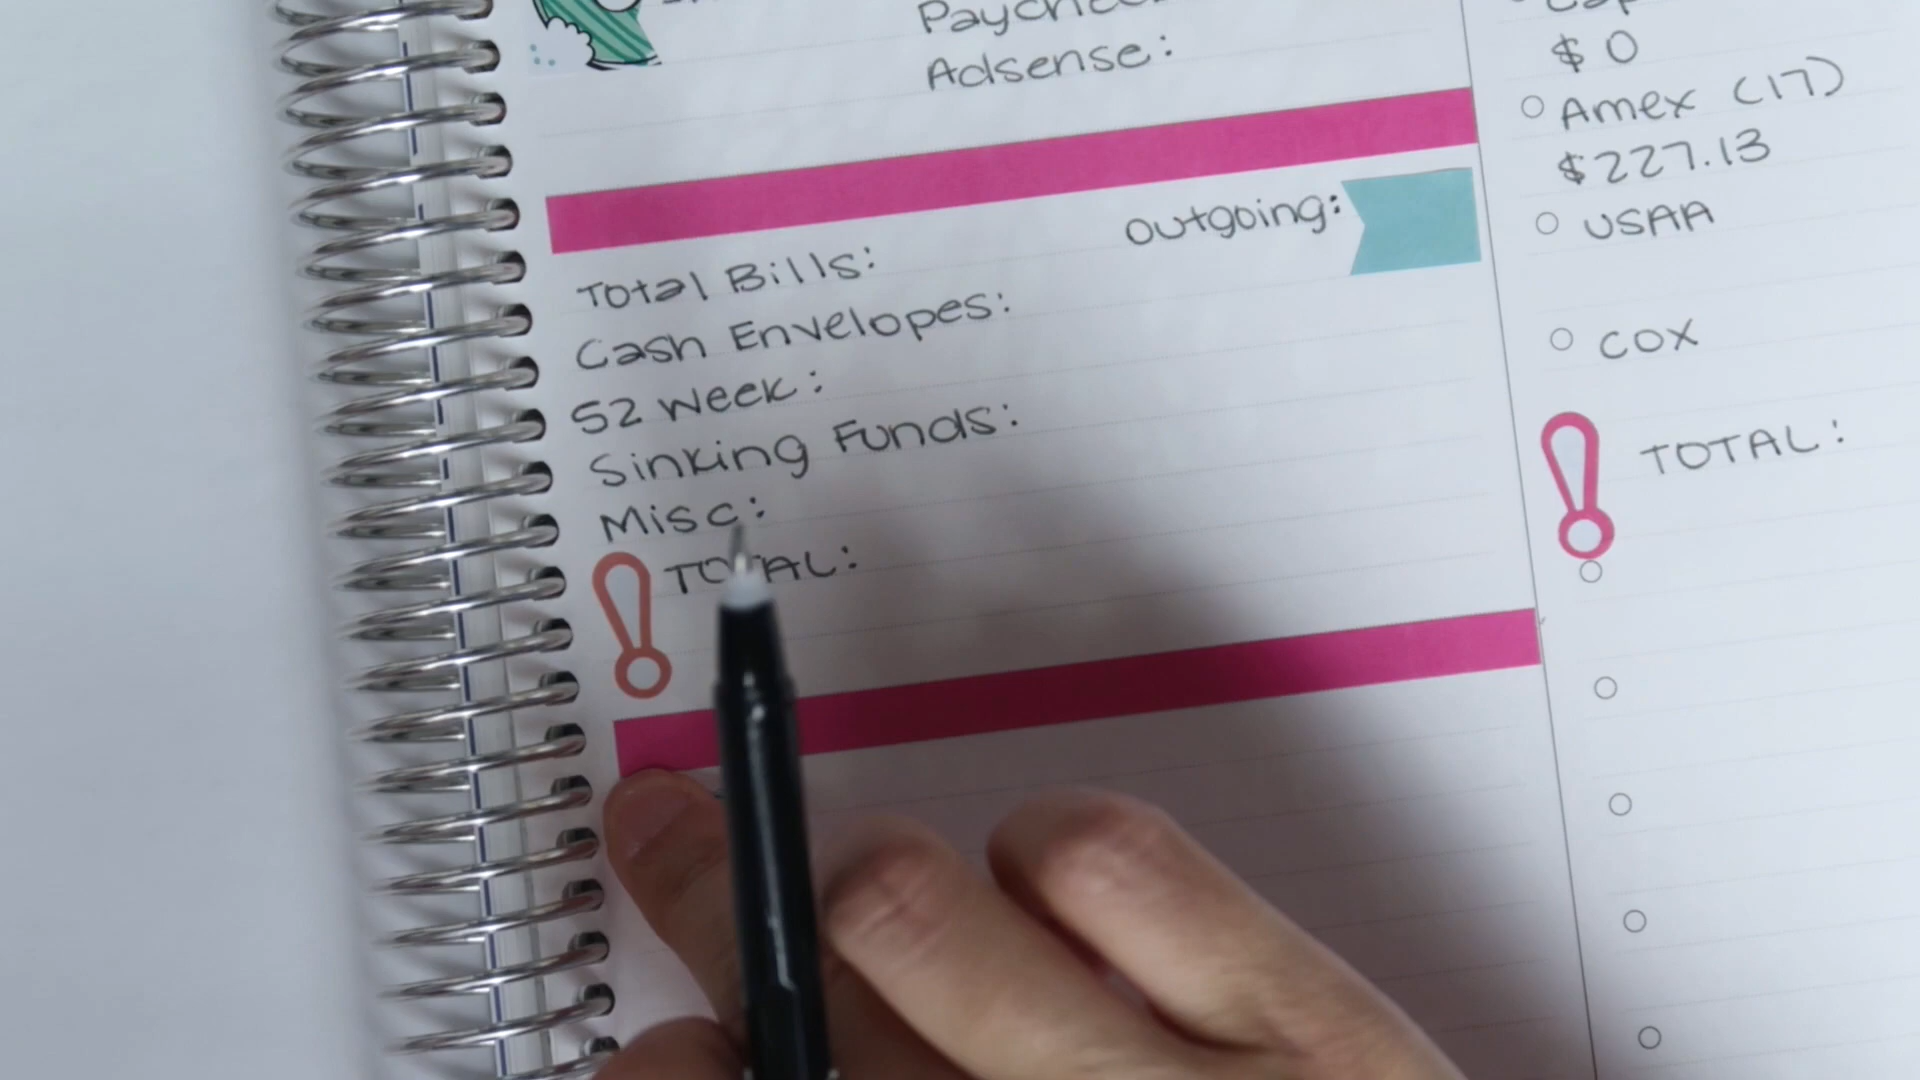 Adsense:
outgoing:
Total Bills:
Cash Envelopes:
52 Week:
Sinking Funds:
Misc:
TOTAL:
$ 0
Amex (17)
$227.13
USAA
COX
TOTAL: